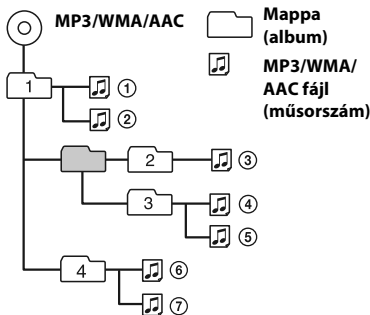 MP3/WMA/AAC
Mappa
(album)
MP3/WMA/
AAC fájl
(műsorszám)
1
①
②
2
③
3
④
⑤
4
⑥
⑦